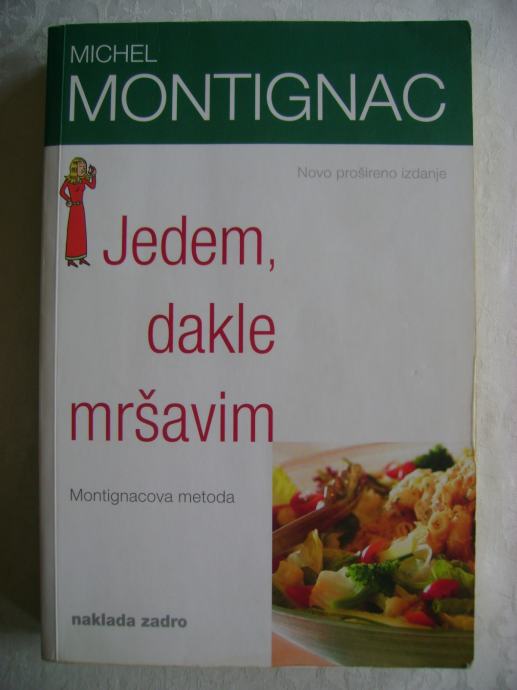 MICHEL
MONTIGNAC
Novo prošireno izdanje
Jedem,
dakle
mršavim
Montignacova metoda
naklada zadro